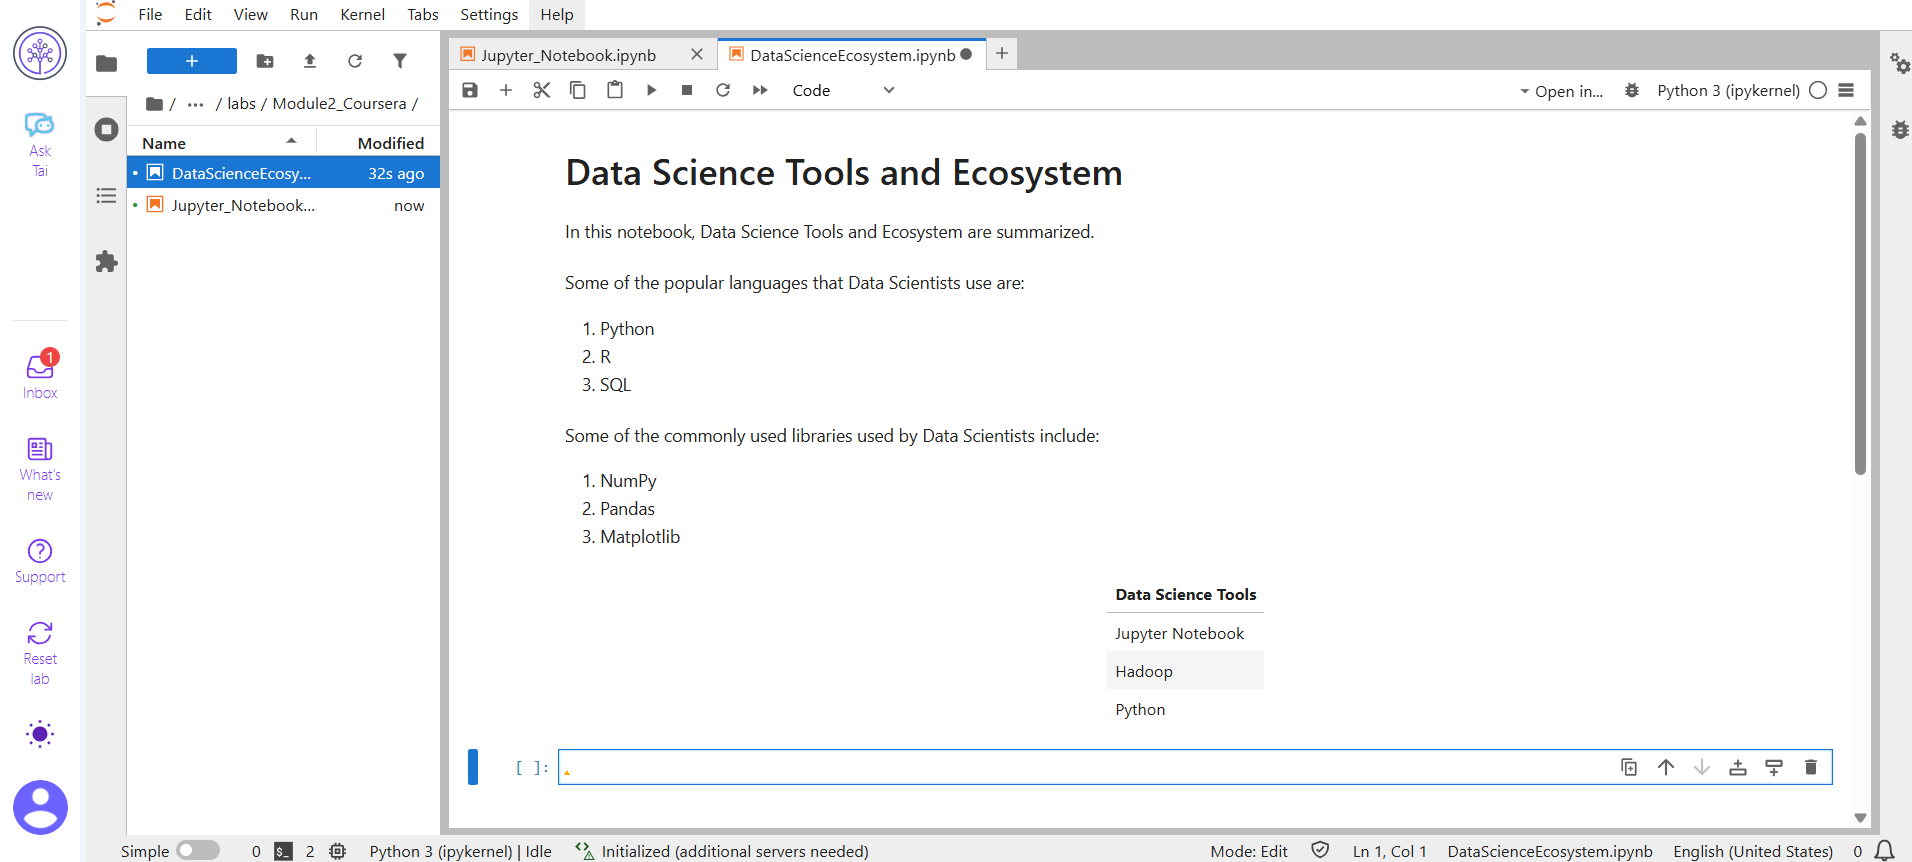 File Edit View Run Kernel Tabs Settings Help
Ask
Tai
1
Inbox
What's
new
Support
Reset
lab
/ ... / labs / Module2_Coursera /
Name Modified
DataScienceEcosy... 32s ago
Jupyter_Notebook... now
Jupyter_Notebook.ipynb DataScienceEcosystem.ipynb
Code Open in... Python 3 (ipykernel)
Data Science Tools and Ecosystem
In this notebook, Data Science Tools and Ecosystem are summarized.
Some of the popular languages that Data Scientists use are:
1. Python
2. R
3. SQL
Some of the commonly used libraries used by Data Scientists include:
1. NumPy
2. Pandas
3. Matplotlib
Data Science Tools
Jupyter Notebook
Hadoop
Python
[ ]:
Simple 0 $_ 2 Python 3 (ipykernel) | Idle Initialized (additional servers needed) Mode: Edit Ln 1, Col 1 DataScienceEcosystem.ipynb English (United States) 0